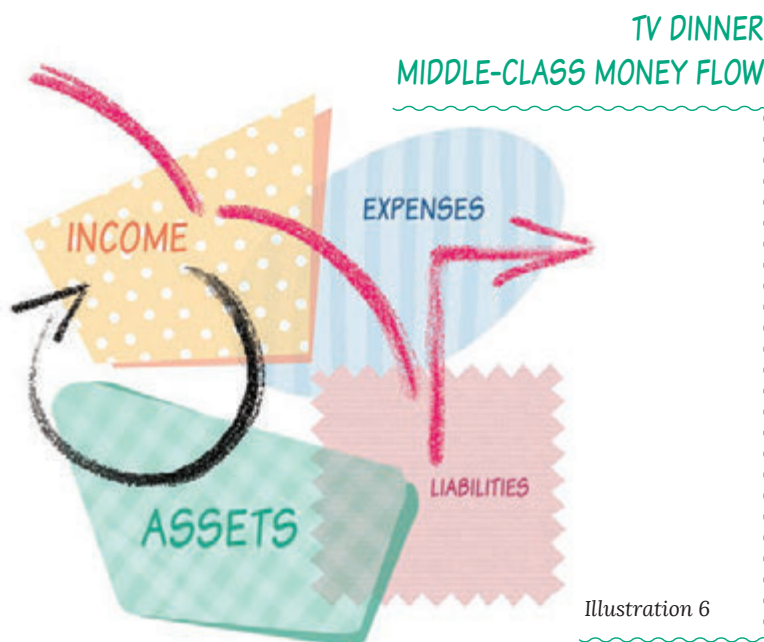 TV DINNER
MIDDLE-CLASS MONEY FLOW
EXPENSES
INCOME
LIABILITIES
ASSETS
Illustration 6